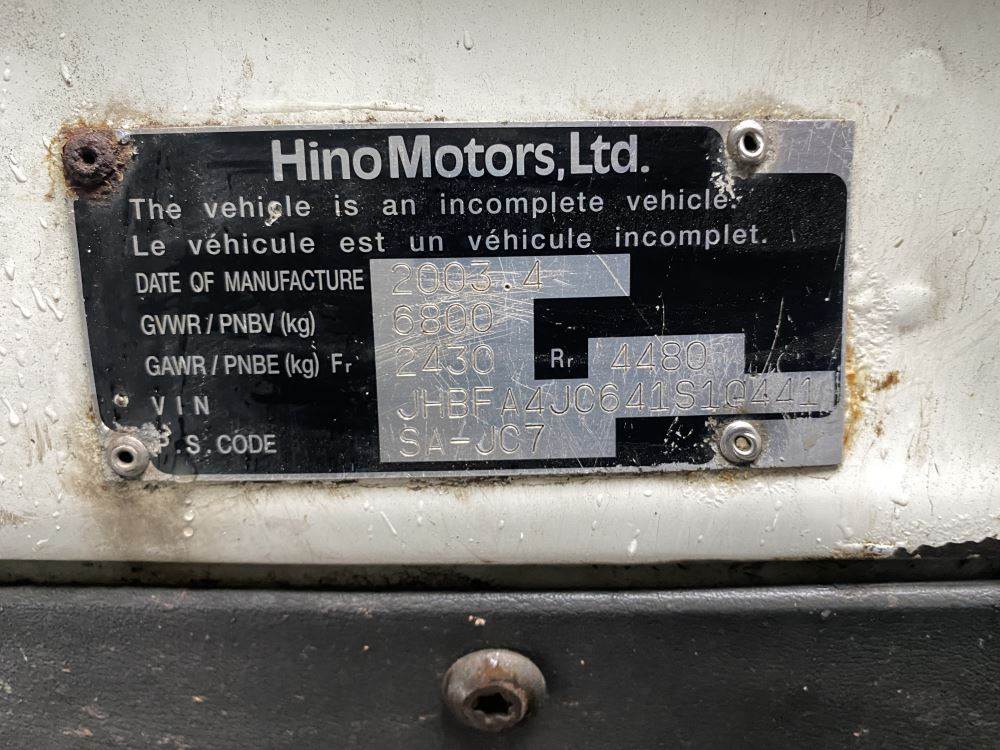 Hino Motors, Ltd.
The vehicle is an incomplete vehicle.
Le véhicule est un véhicule incomplet.
DATE OF MANUFACTURE 2003.4
GVWR / PNBV (kg) 6800
GAWR / PNBE (kg) Fr 2430 Rr 4480
VIN JHBFA4JC641S10441
P.S. CODE SA-JC7